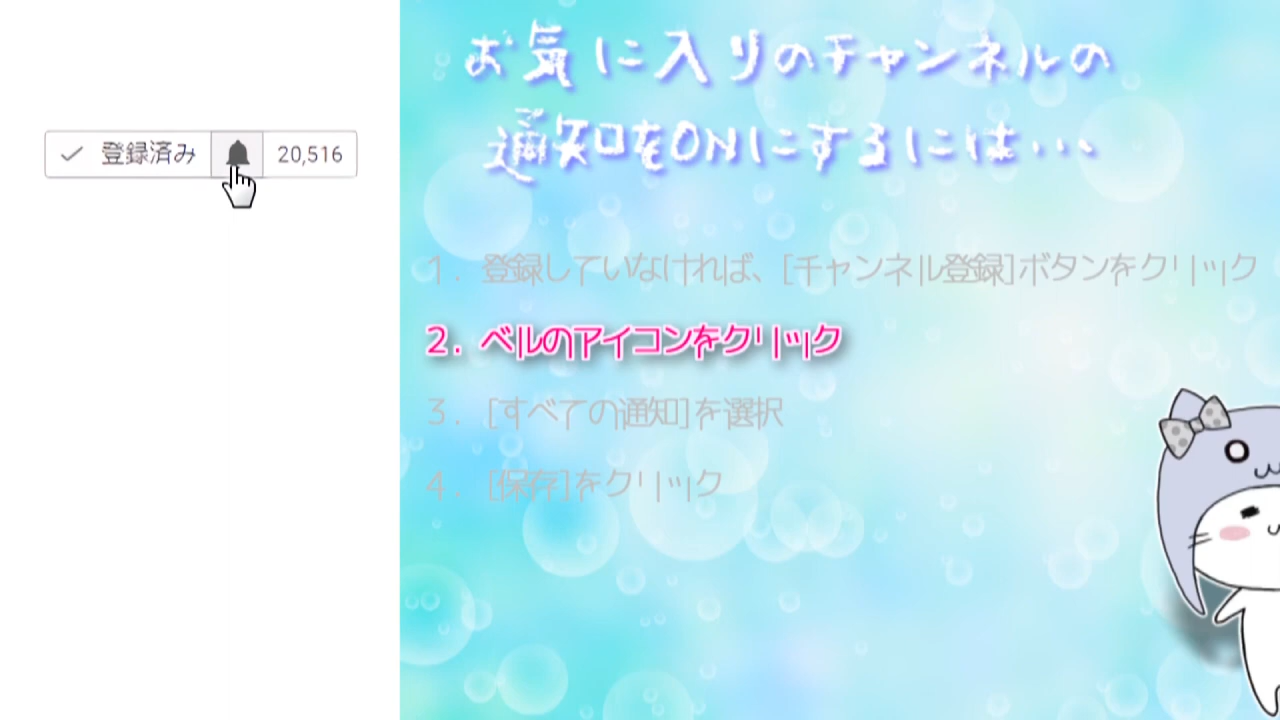 お気に入りのチャンネルの
通知をONにするには・・・
登録済み 20,516
1. 登録していなければ、[チャンネル登録]ボタンをクリック
2. ベルのアイコンをクリック
3. [すべての通知]を選択
4. [保存]をクリック